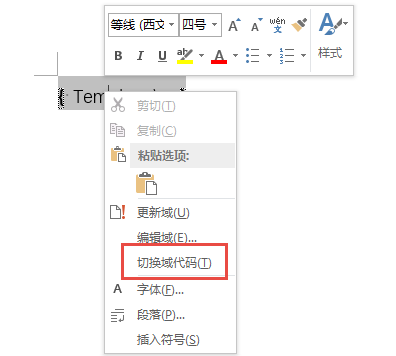 等线 (西文 四号 A A wén 文 A
B I U ab A 样式
{ Tem
剪切(T)
复制(C)
粘贴选项:
更新域(U)
编辑域(E)...
切换域代码(T)
A 字体(F)...
段落(P)...
插入符号(S)